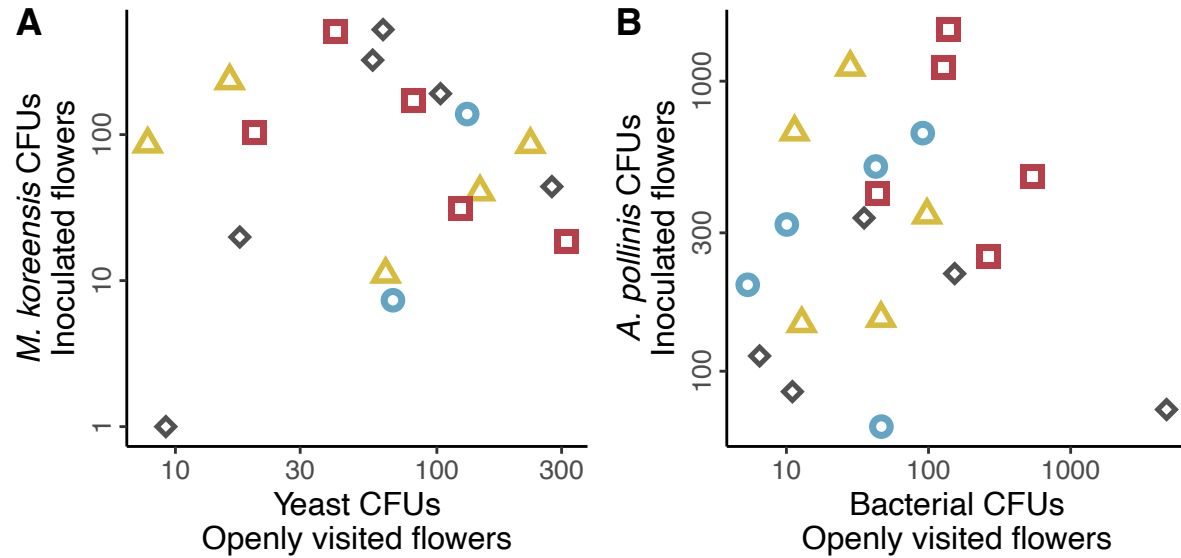 A
M. koreensis CFUs
Inoculated flowers
100
10
1
10
30
100
300
Yeast CFUs
Openly visited flowers
B
A. pollinis CFUs
Inoculated flowers
1000
300
100
10
100
1000
Bacterial CFUs
Openly visited flowers